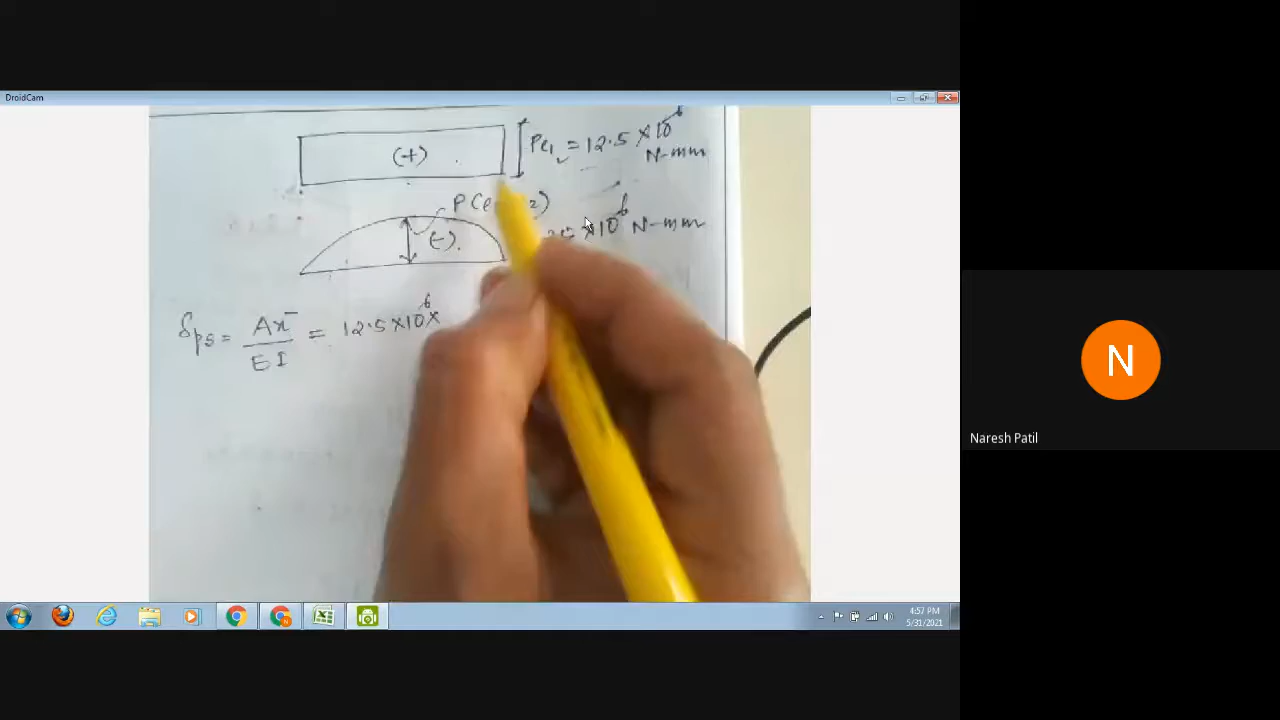 DroidCam
(+)
Pe₁ = 12.5 × 10⁶
N-mm
P(e
2)
(-)
× 10⁶ N-mm
δps = Ax̄ / EI = 12.5×10⁶×
N
Naresh Patil
4:57 PM
5/31/2021